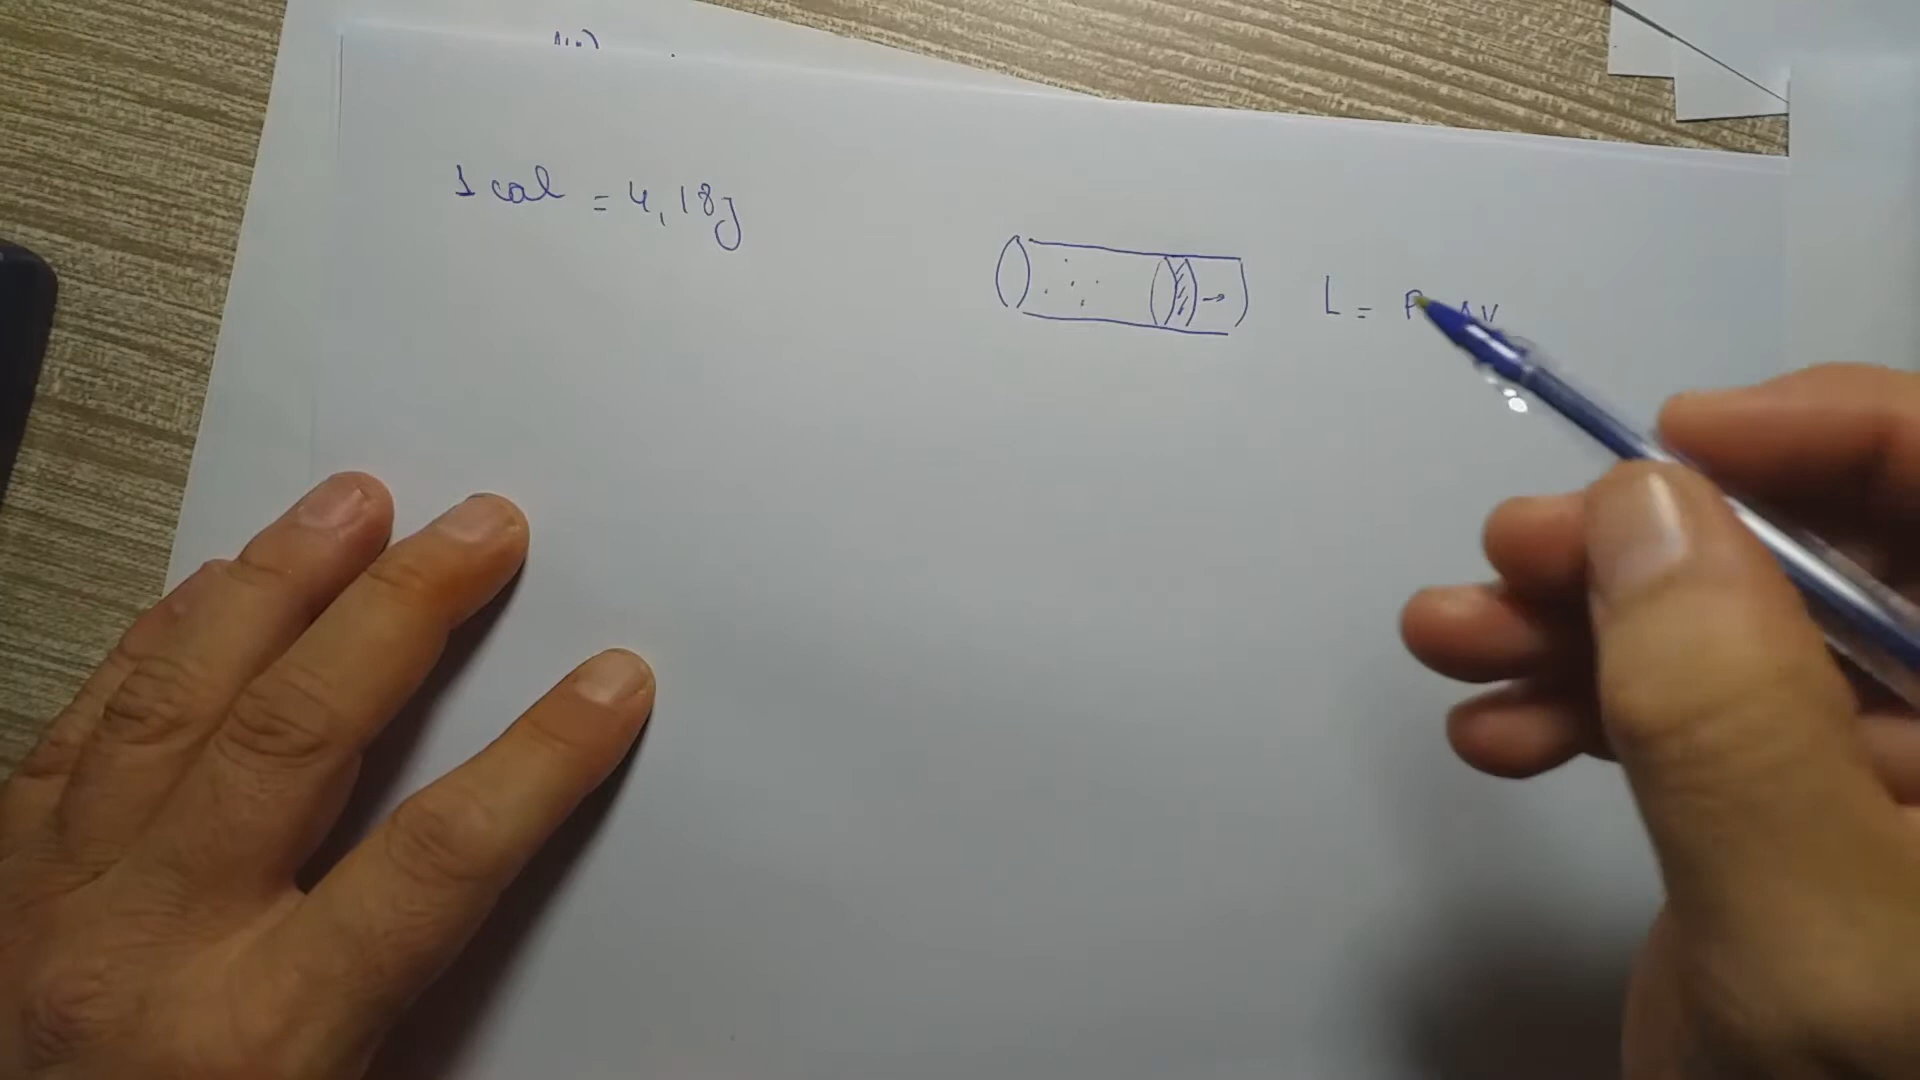 1 cal = 4,18J
L = P ΔV